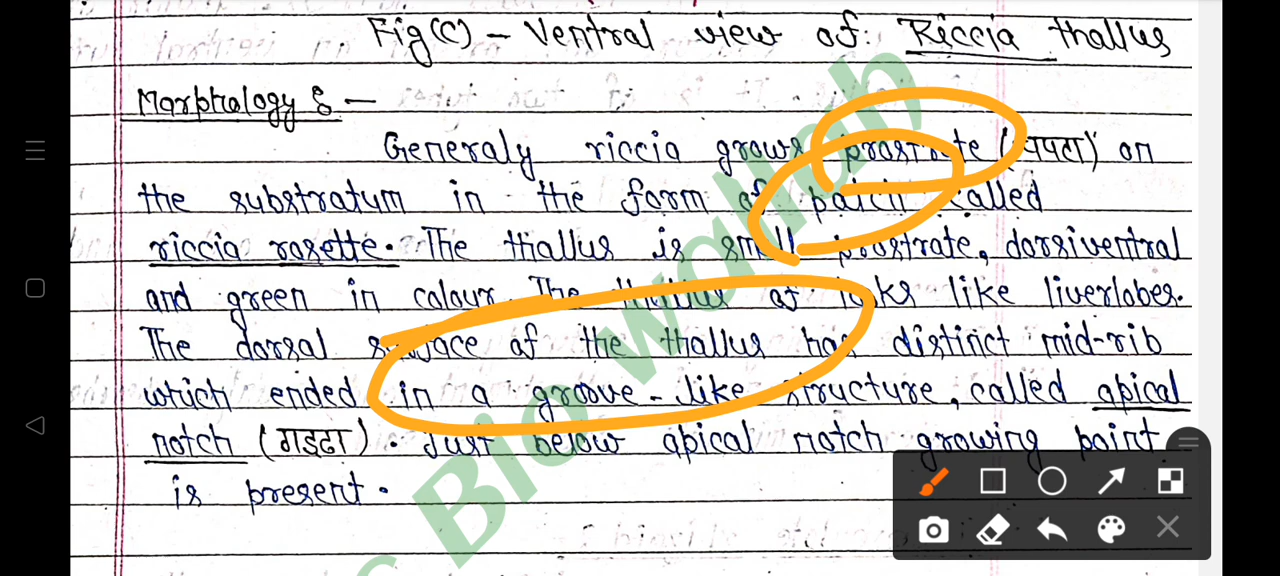 Fig(c) - Ventral view of: Riccia thallus
Morphology :-
Generaly riccia grows prostrate (चपटा) on
the substratum in the form of patch called
riccia rosette. The thallus is small prostrate, dorsiventral
and green in colour. The thallus of looks like liverlobes.
The dorsal surface of the thallus has distinct mid-rib
which ended in a groove-like structure, called apical
notch (गड्ढा). Just below apical notch growing point
is present.
Bio wallah